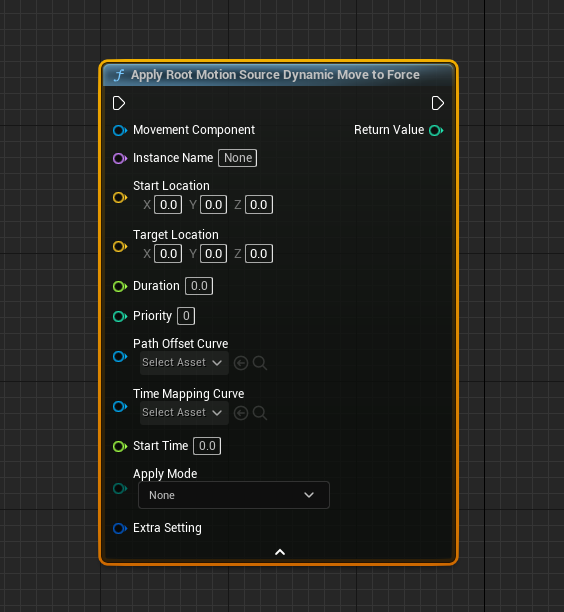 f Apply Root Motion Source Dynamic Move to Force
Movement Component Return Value
Instance Name None
Start Location
X 0.0 Y 0.0 Z 0.0
Target Location
X 0.0 Y 0.0 Z 0.0
Duration 0.0
Priority 0
Path Offset Curve
Select Asset
Time Mapping Curve
Select Asset
Start Time 0.0
Apply Mode
None
Extra Setting